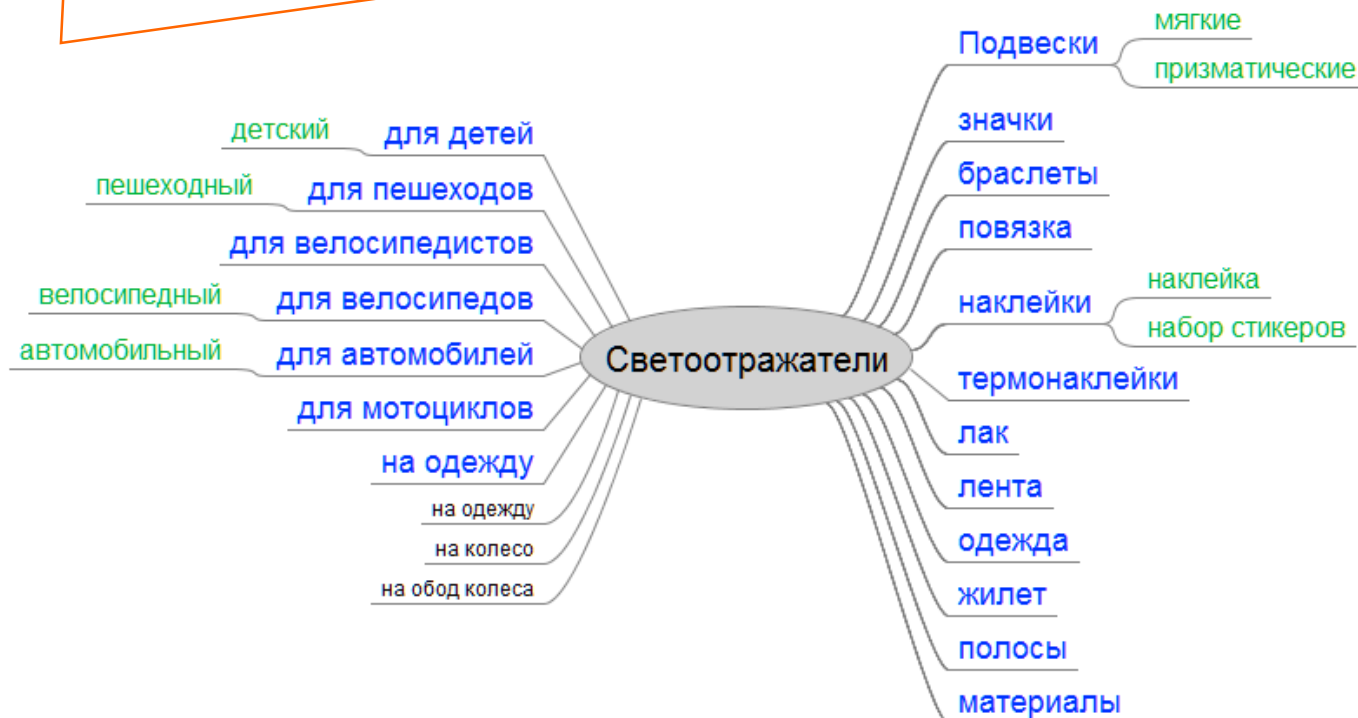 детский
для детей
пешеходный
для пешеходов
для велосипедистов
велосипедный
для велосипедов
автомобильный
для автомобилей
для мотоциклов
на одежду
на одежду
на колесо
на обод колеса
Светоотражатели
Подвески
мягкие
призматические
значки
браслеты
повязка
наклейки
наклейка
набор стикеров
термонаклейки
лак
лента
одежда
жилет
полосы
материалы